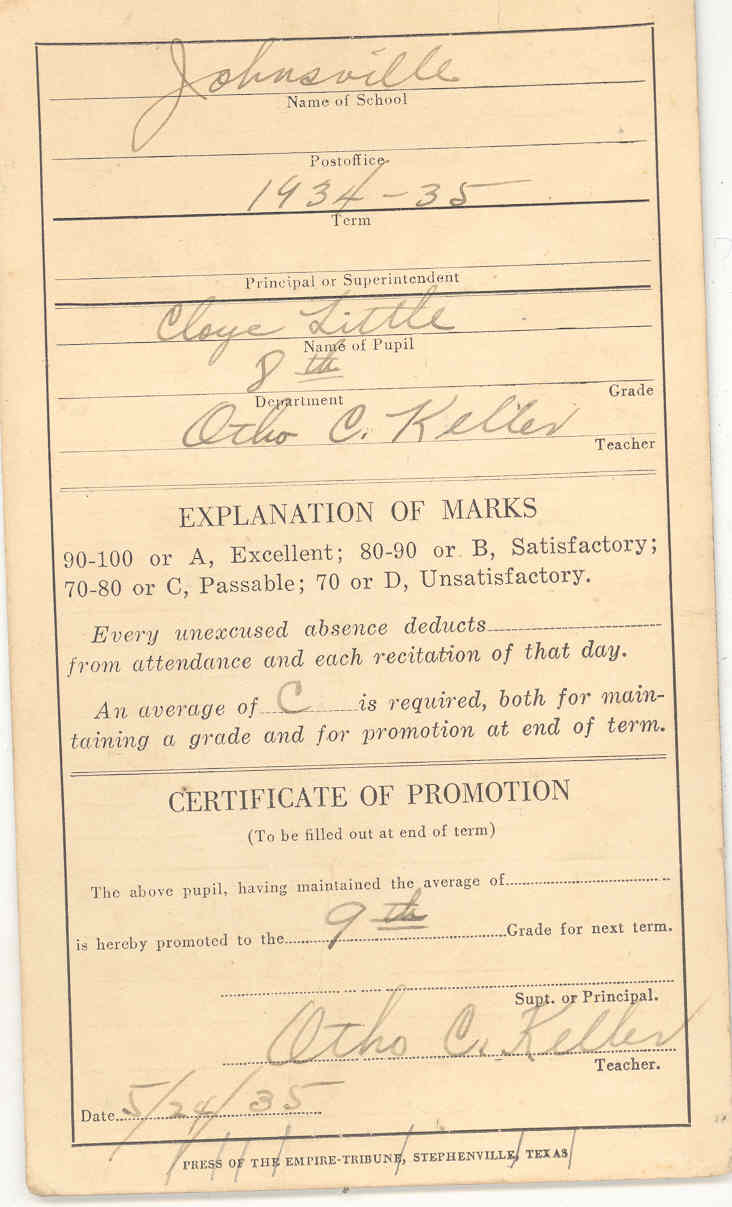 Johnsville
Name of School
Postoffice
1934-35
Term
Principal or Superintendent
Cloye Little
Name of Pupil
8th
Department Grade
Otho C. Keller
Teacher
EXPLANATION OF MARKS
90-100 or A, Excellent; 80-90 or B, Satisfactory;
70-80 or C, Passable; 70 or D, Unsatisfactory.
Every unexcused absence deducts
from attendance and each recitation of that day.
An average of C is required, both for main-
taining a grade and for promotion at end of term.
CERTIFICATE OF PROMOTION
(To be filled out at end of term)
The above pupil, having maintained the average of
is hereby promoted to the 9th Grade for next term.
Supt. or Principal.
Otho C. Keller
Teacher.
Date 5/24/35
PRESS OF THE EMPIRE-TRIBUNE, STEPHENVILLE, TEXAS